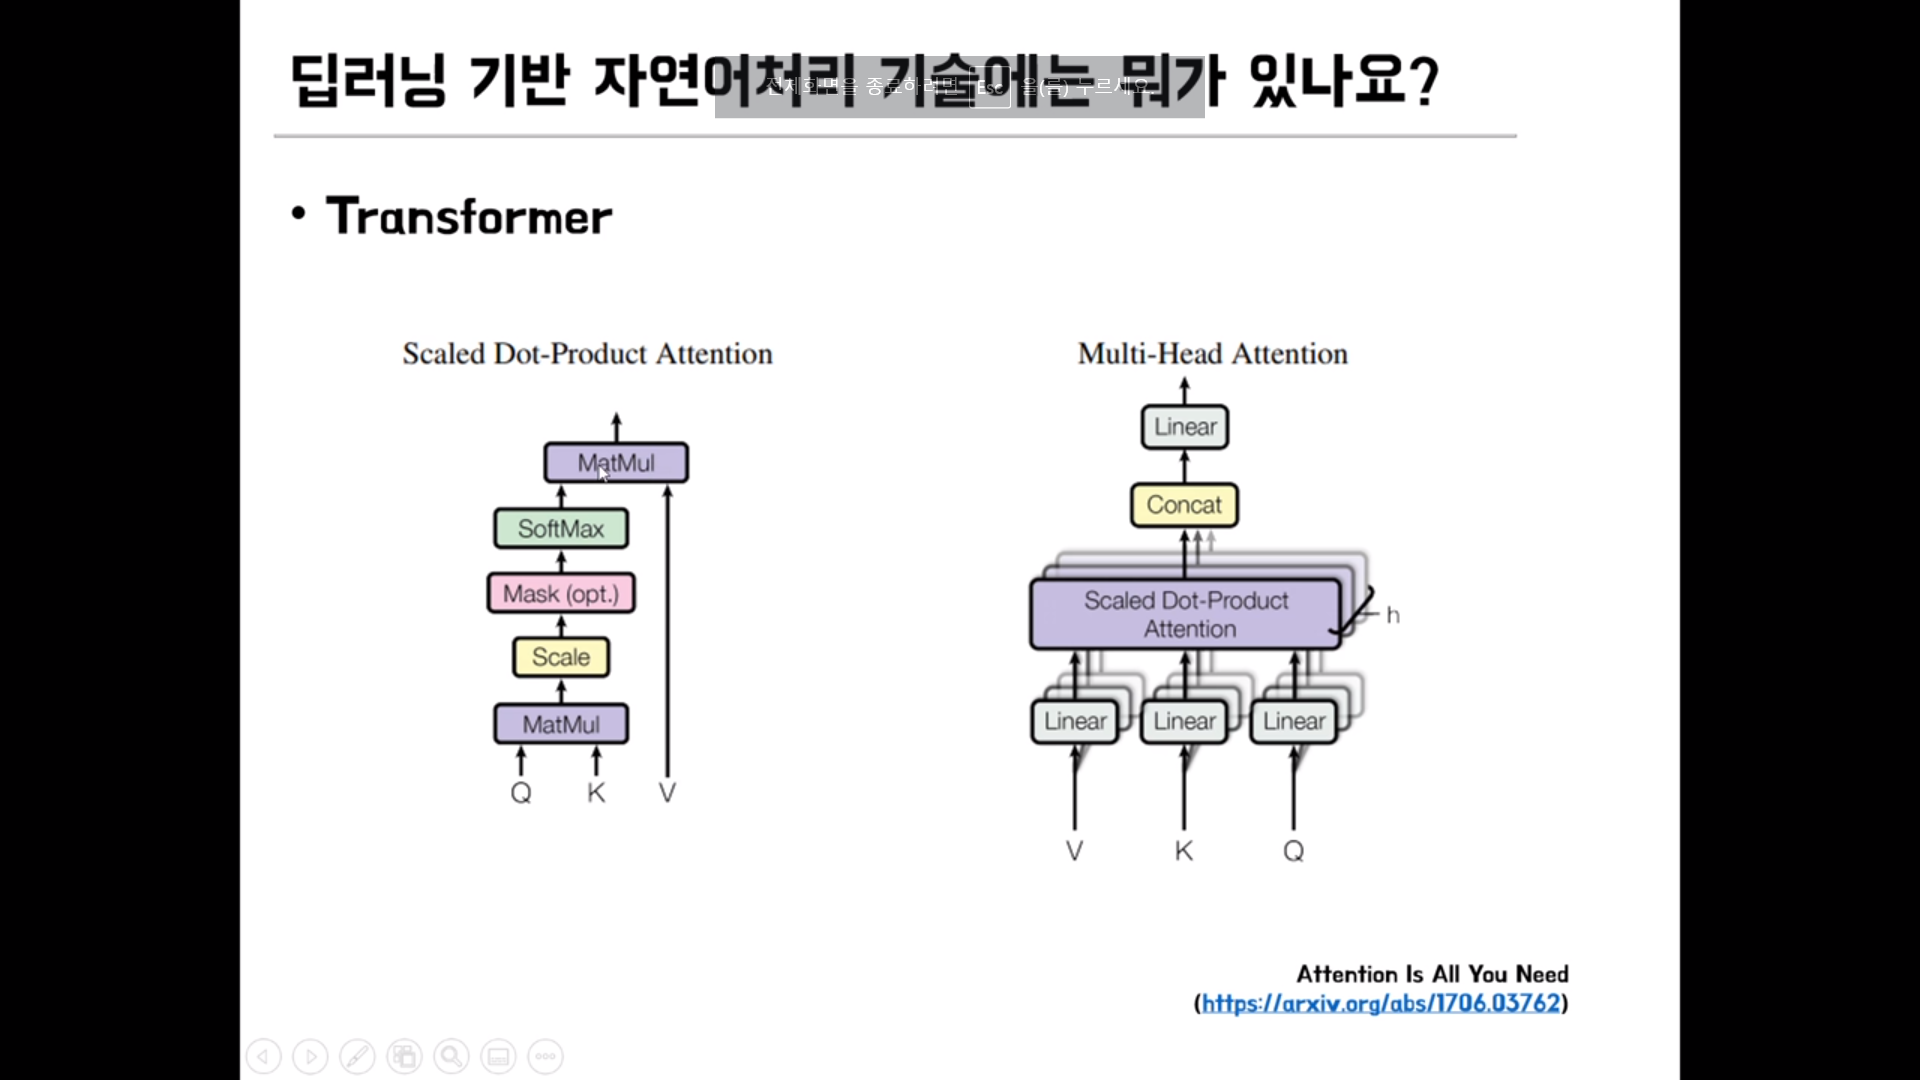 딥러닝 기반 자연어처리 기술에는 뭐가 있나요?
전체화면을 종료하려면 Esc 을(를) 누르세요.
• Transformer
Scaled Dot-Product Attention
MatMul
SoftMax
Mask (opt.)
Scale
MatMul
Q K V
Multi-Head Attention
Linear
Concat
Scaled Dot-Product
Attention
h
Linear Linear Linear
V K Q
Attention Is All You Need
(https://arxiv.org/abs/1706.03762)